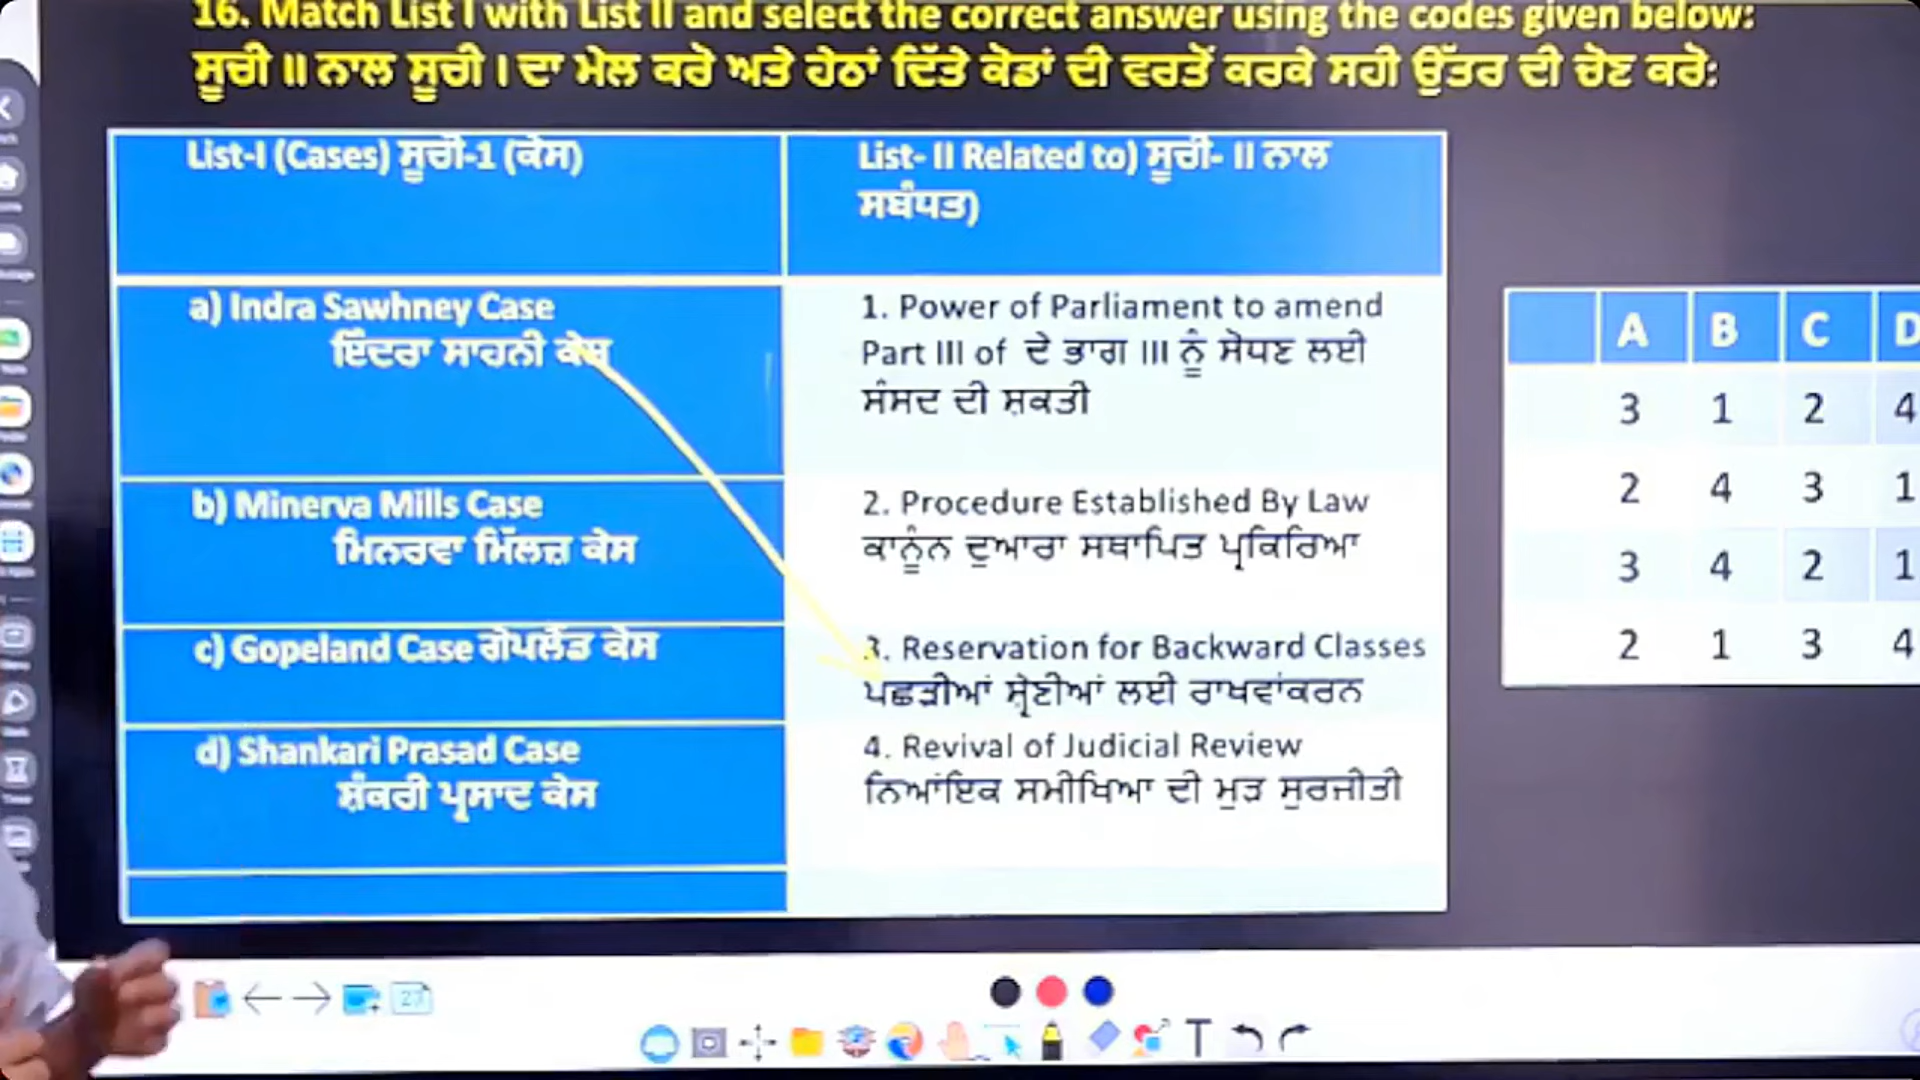 16. Match List I with List II and select the correct answer using the codes given below:
ਸੂਚੀ II ਨਾਲ ਸੂਚੀ I ਦਾ ਮੇਲ ਕਰੋ ਅਤੇ ਹੇਠਾਂ ਦਿੱਤੇ ਕੋਡਾਂ ਦੀ ਵਰਤੋਂ ਕਰਕੇ ਸਹੀ ਉੱਤਰ ਦੀ ਚੋਣ ਕਰੋ:
List-I (Cases) ਸੂਚੀ-1 (ਕੇਸ)
List- II Related to) ਸੂਚੀ- II ਨਾਲ
ਸਬੰਧਤ)
a) Indra Sawhney Case
ਇੰਦਰਾ ਸਾਹਨੀ ਕੇਸ
1. Power of Parliament to amend
Part III of ਦੇ ਭਾਗ III ਨੂੰ ਸੋਧਣ ਲਈ
ਸੰਸਦ ਦੀ ਸ਼ਕਤੀ
b) Minerva Mills Case
ਮਿਨਰਵਾ ਮਿੱਲਜ਼ ਕੇਸ
2. Procedure Established By Law
ਕਾਨੂੰਨ ਦੁਆਰਾ ਸਥਾਪਿਤ ਪ੍ਰਕਿਰਿਆ
c) Gopeland Case ਗੋਪਲੈਂਡ ਕੇਸ
3. Reservation for Backward Classes
ਪਛੜੀਆਂ ਸ਼੍ਰੇਣੀਆਂ ਲਈ ਰਾਖਵਾਂਕਰਨ
d) Shankari Prasad Case
ਸ਼ੰਕਰੀ ਪ੍ਰਸਾਦ ਕੇਸ
4. Revival of Judicial Review
ਨਿਆਂਇਕ ਸਮੀਖਿਆ ਦੀ ਮੁੜ ਸੁਰਜੀਤੀ
A B C D
3 1 2 4
2 4 3 1
3 4 2 1
2 1 3 4
27